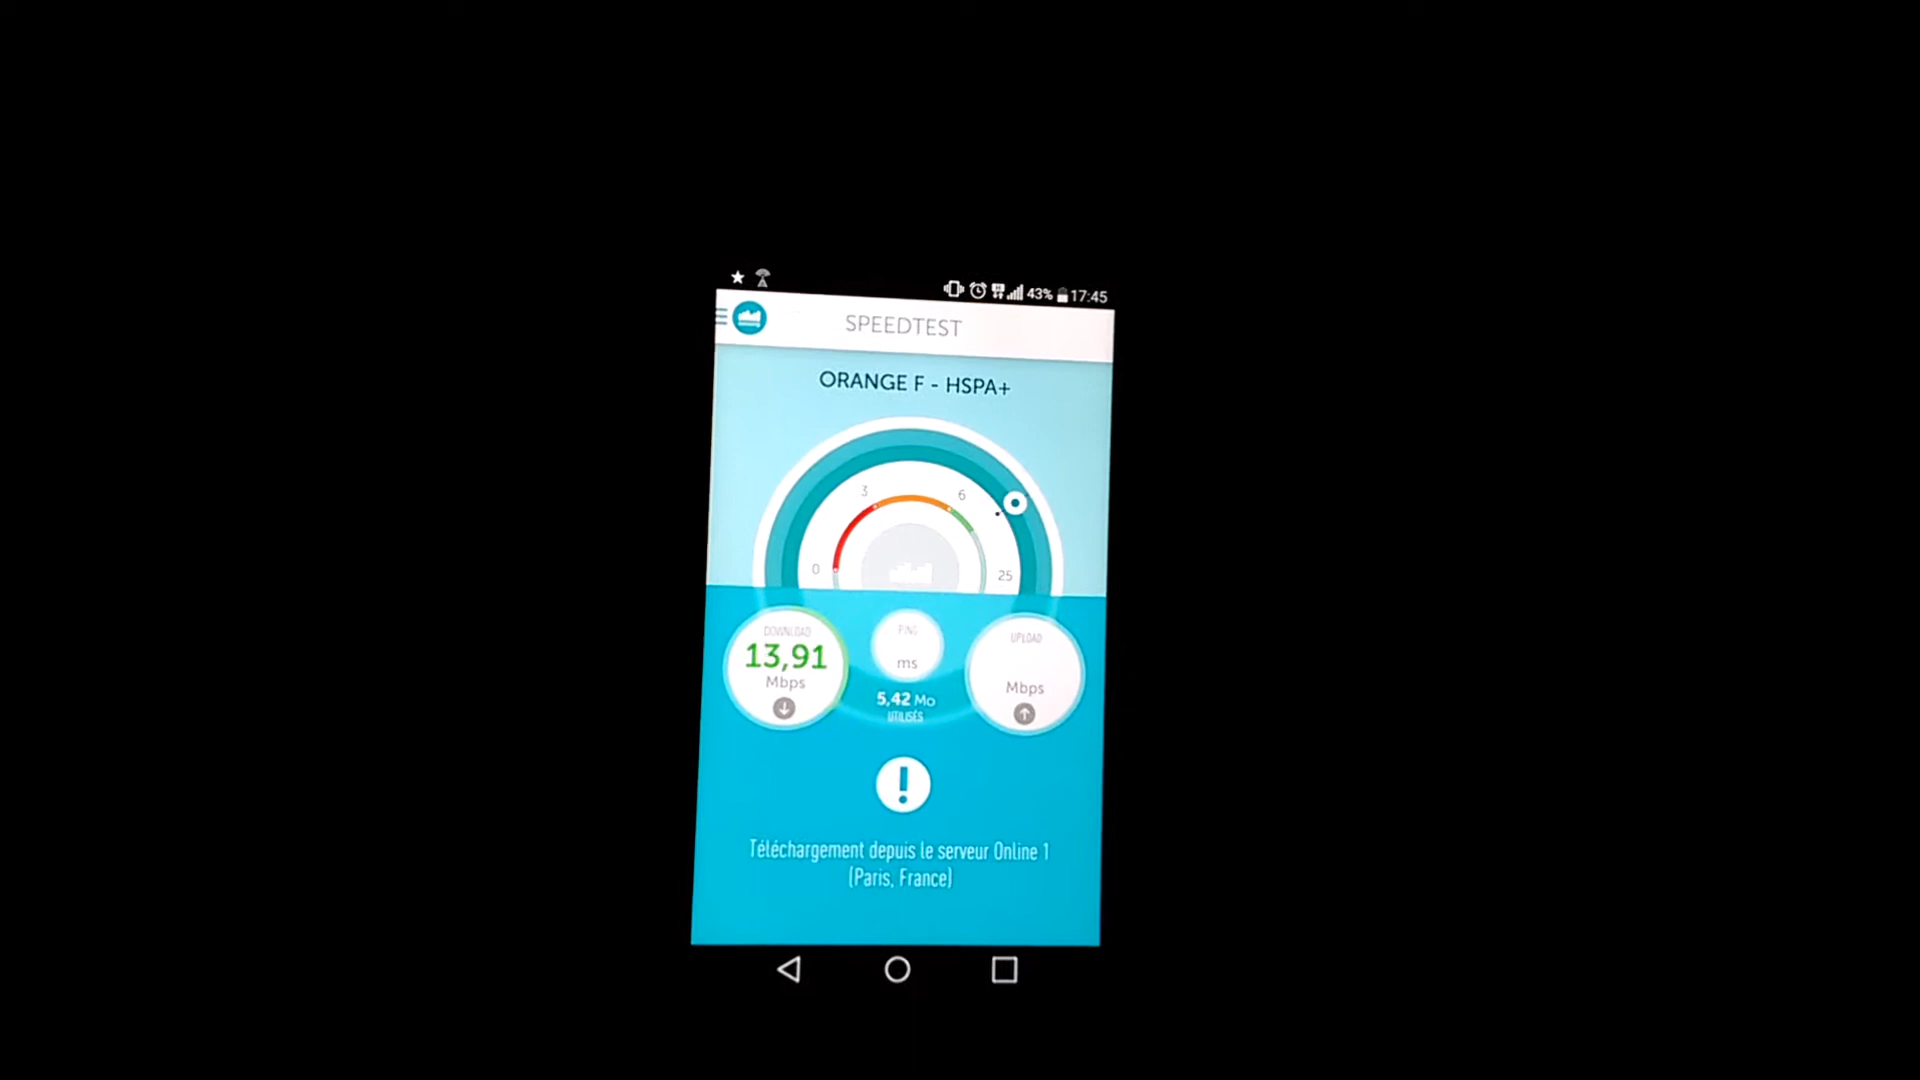 43% 17:45
SPEEDTEST
ORANGE F - HSPA+
3 6
0 25
DOWNLOAD
13,91
Mbps
PING
ms
5,42 Mo
UTILISÉS
UPLOAD
Mbps
!
Téléchargement depuis le serveur Online 1
(Paris, France)